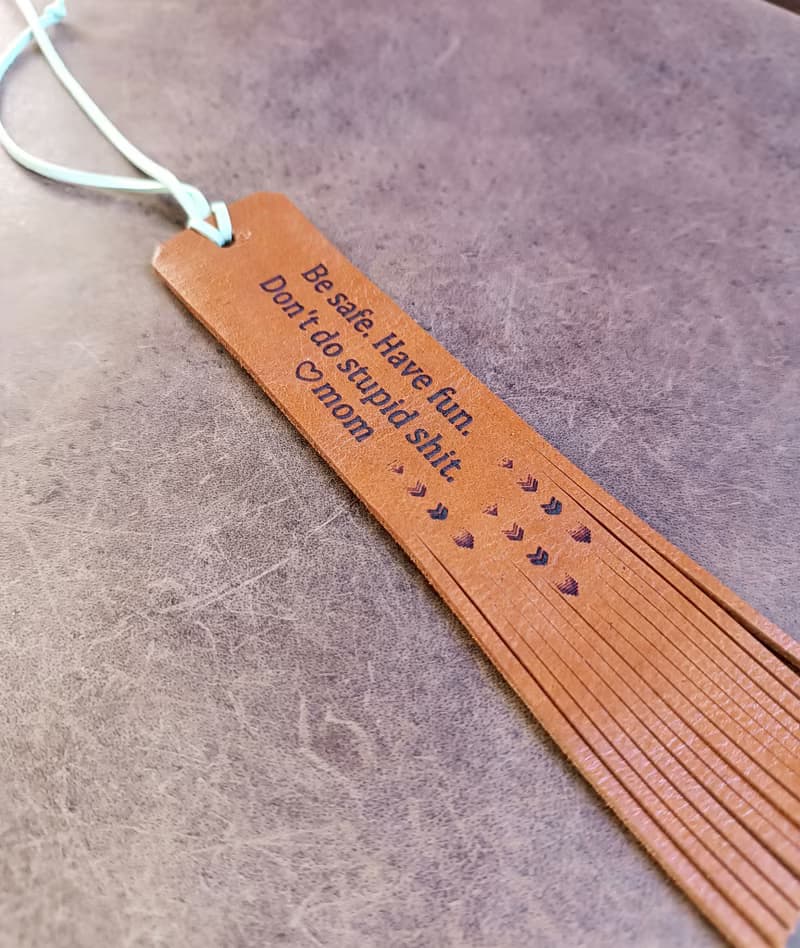 Be safe. Have fun.
Don't do stupid shit.
♡mom